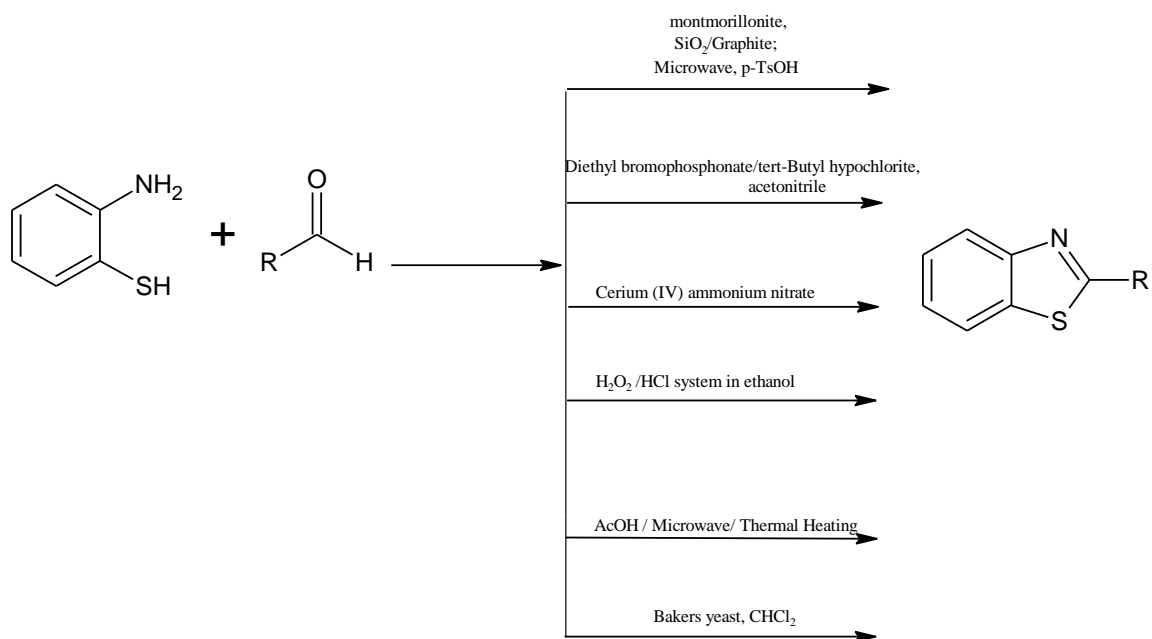 montmorillonite,
SiO₂/Graphite;
Microwave, p-TsOH
Diethyl bromophosphonate/tert-Butyl hypochlorite,
acetonitrile
NH₂
SH
+
O
R
H
Cerium (IV) ammonium nitrate
N
S
R
H₂O₂ /HCl system in ethanol
AcOH / Microwave/ Thermal Heating
Bakers yeast, CHCl₂